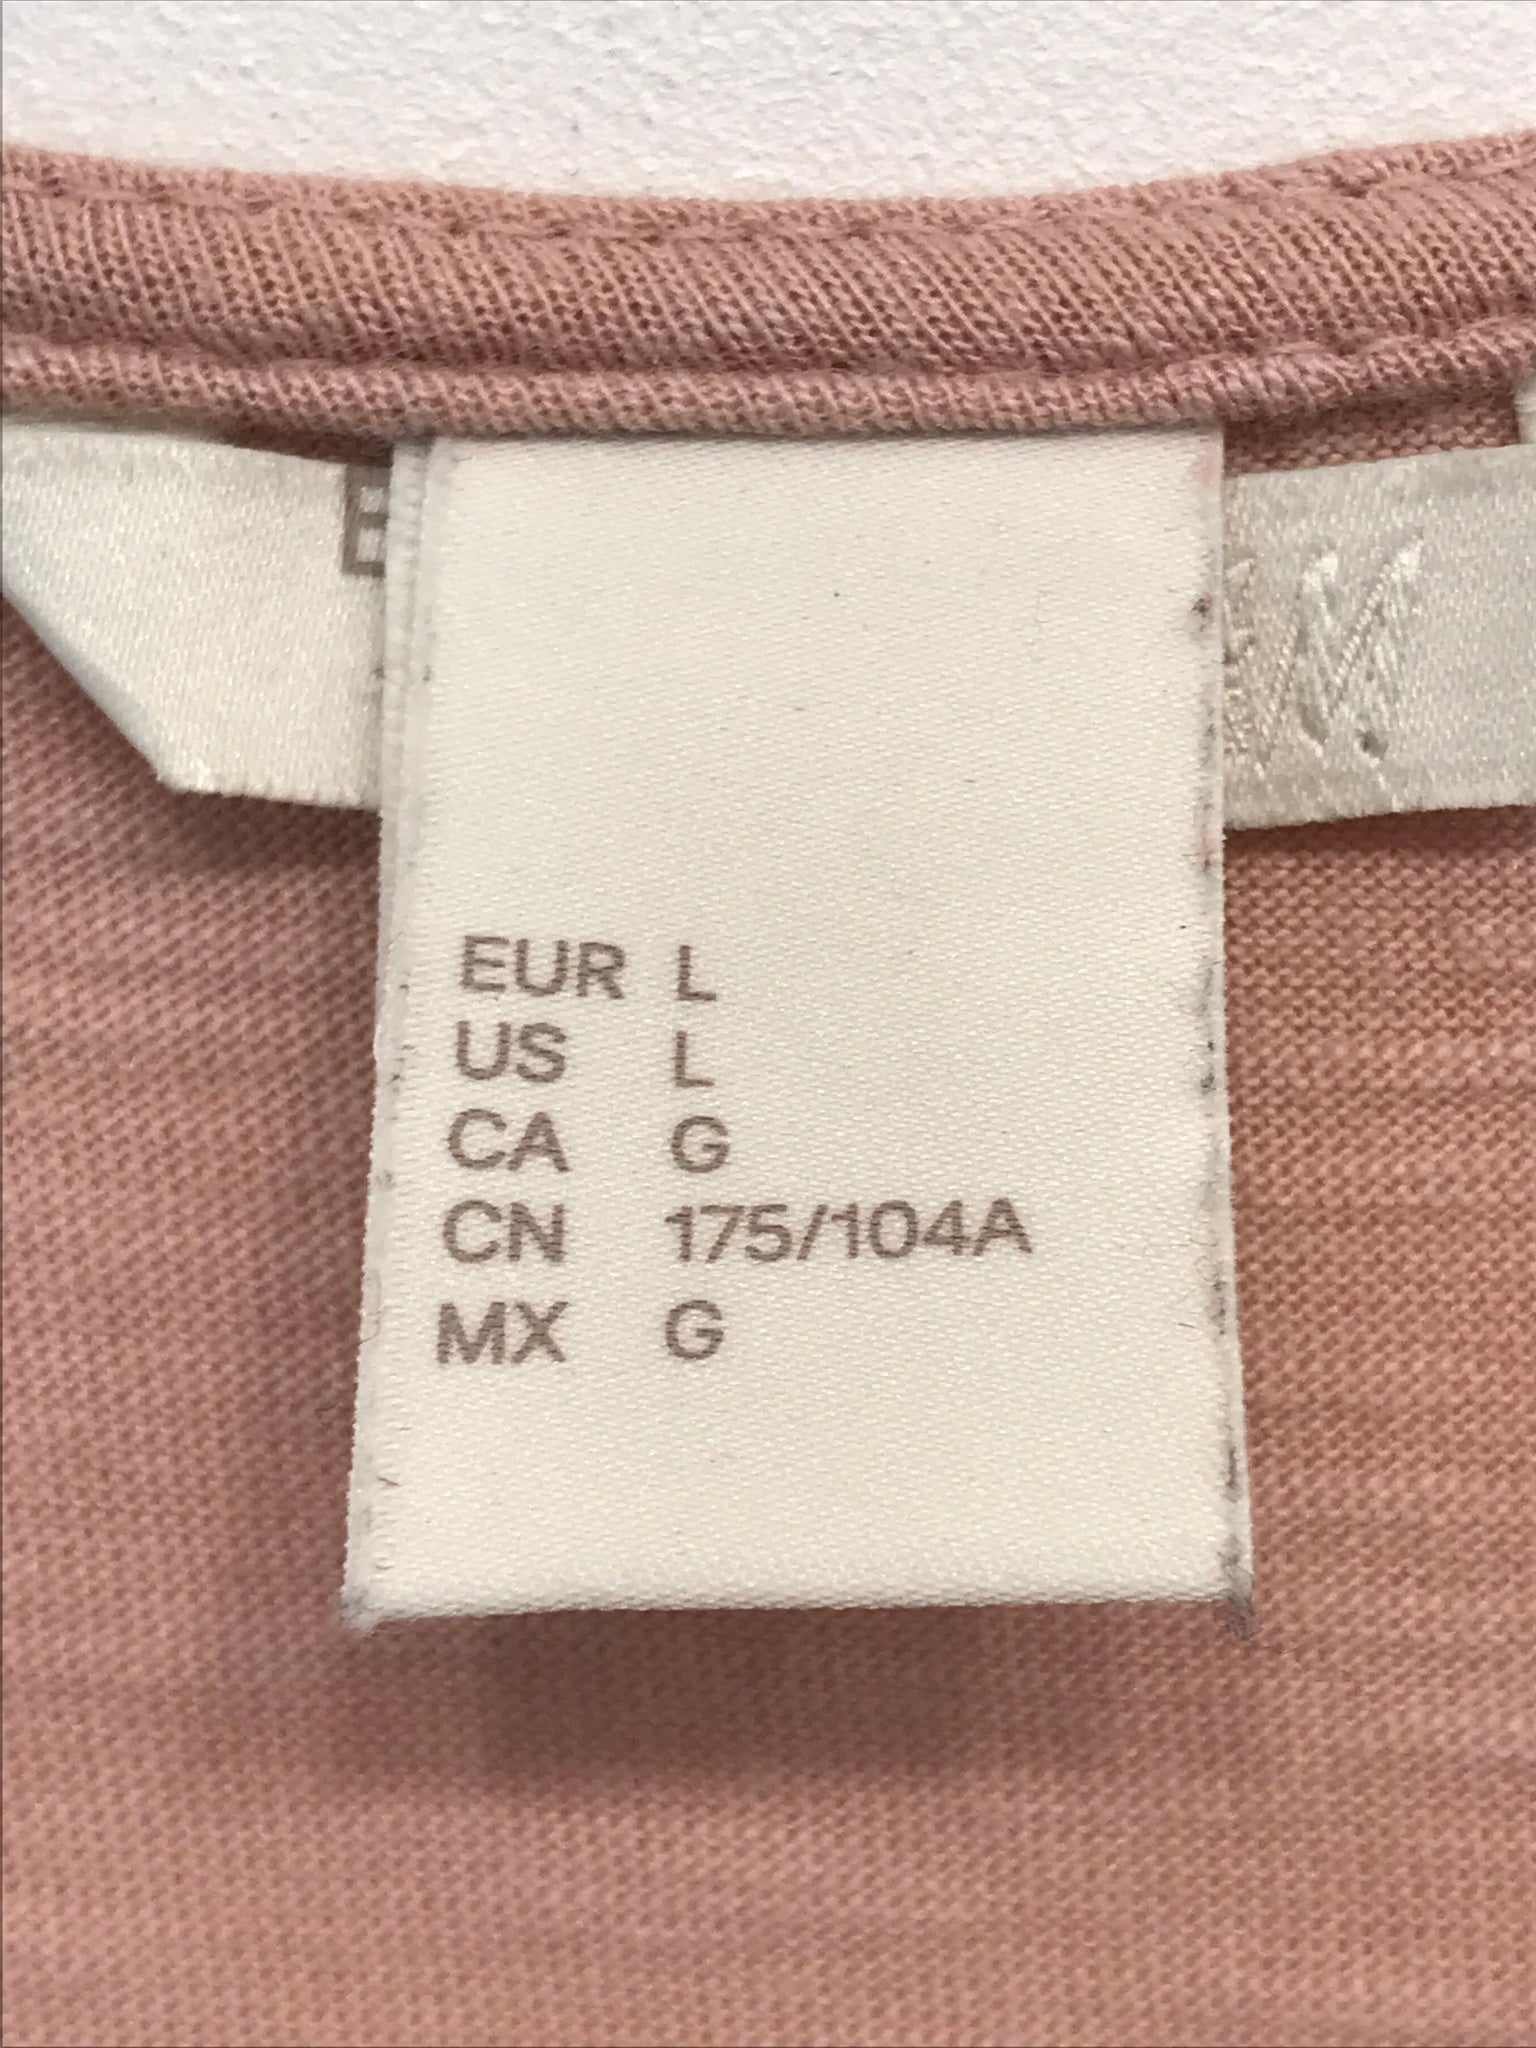 EUR L
US L
CA G
CN 175/104A
MX G